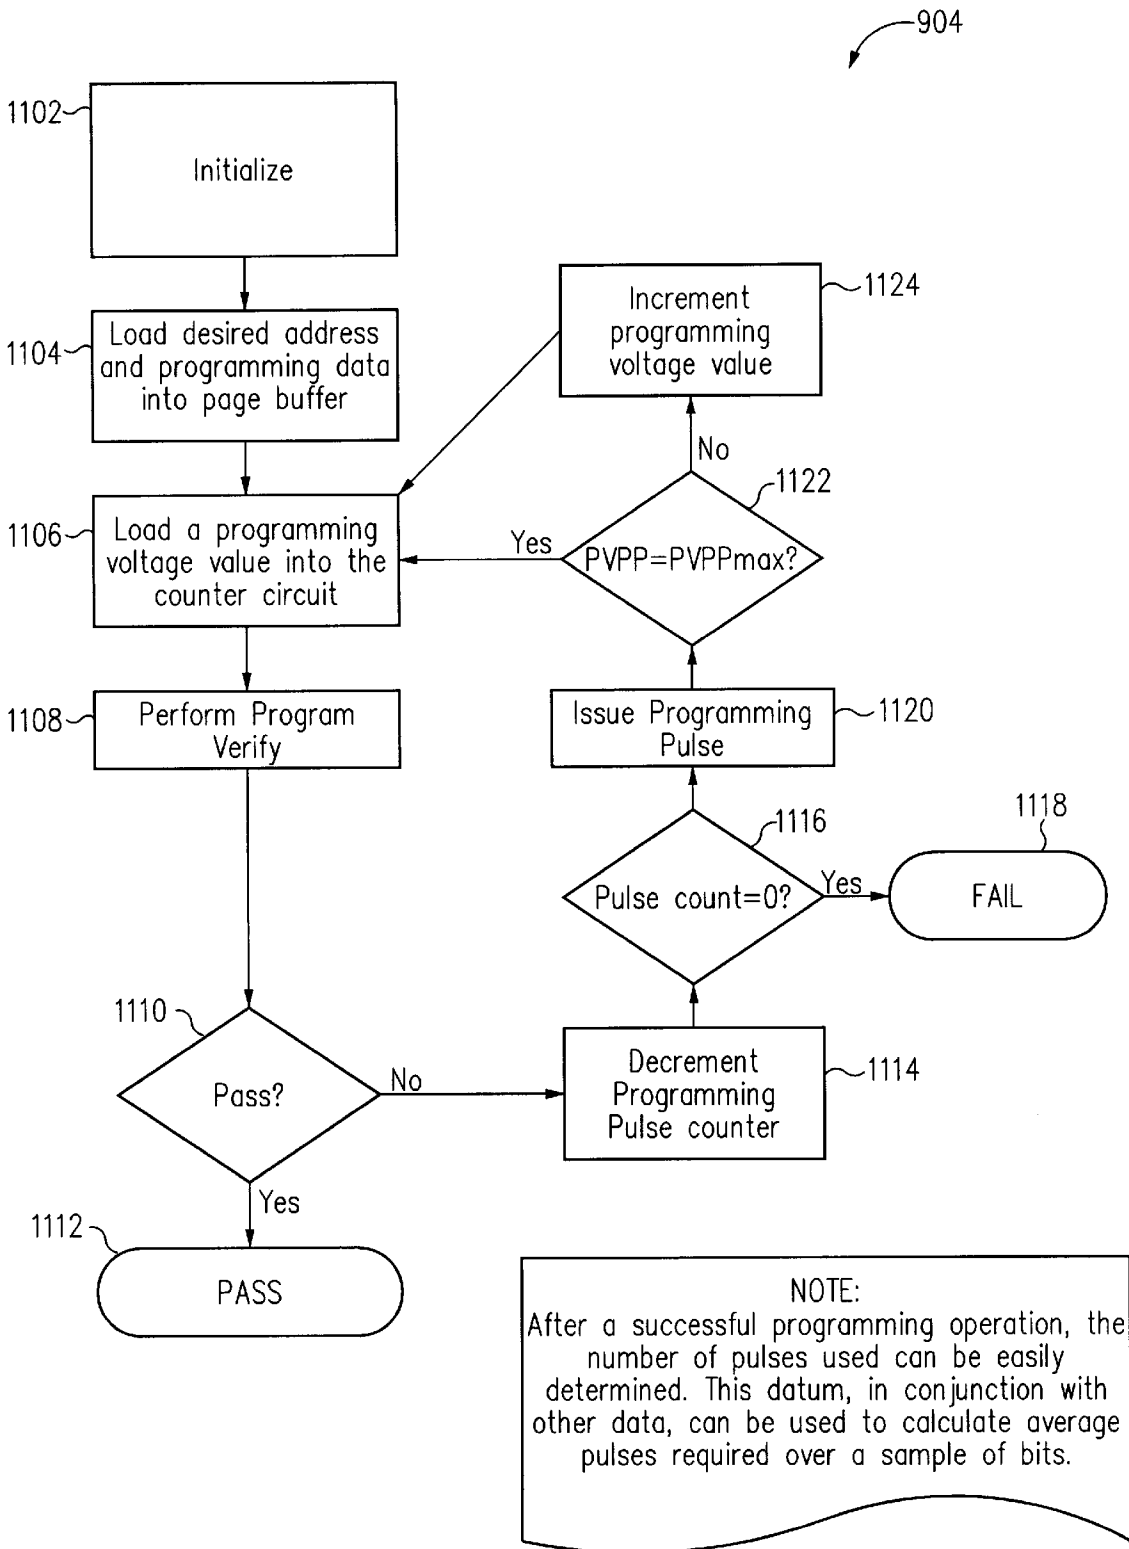 904
1102
Initialize
1104
Load desired address
and programming data
into page buffer
1106
Load a programming
voltage value into the
counter circuit
1108
Perform Program
Verify
1110
Pass?
No
Yes
1112
PASS
Increment
programming
voltage value
1124
No
1122
PVPP=PVPPmax?
Yes
Issue Programming
Pulse
1120
1116
Pulse count=0?
Yes
1118
FAIL
Decrement
Programming
Pulse counter
1114
NOTE:
After a successful programming operation, the
number of pulses used can be easily
determined. This datum, in conjunction with
other data, can be used to calculate average
pulses required over a sample of bits.